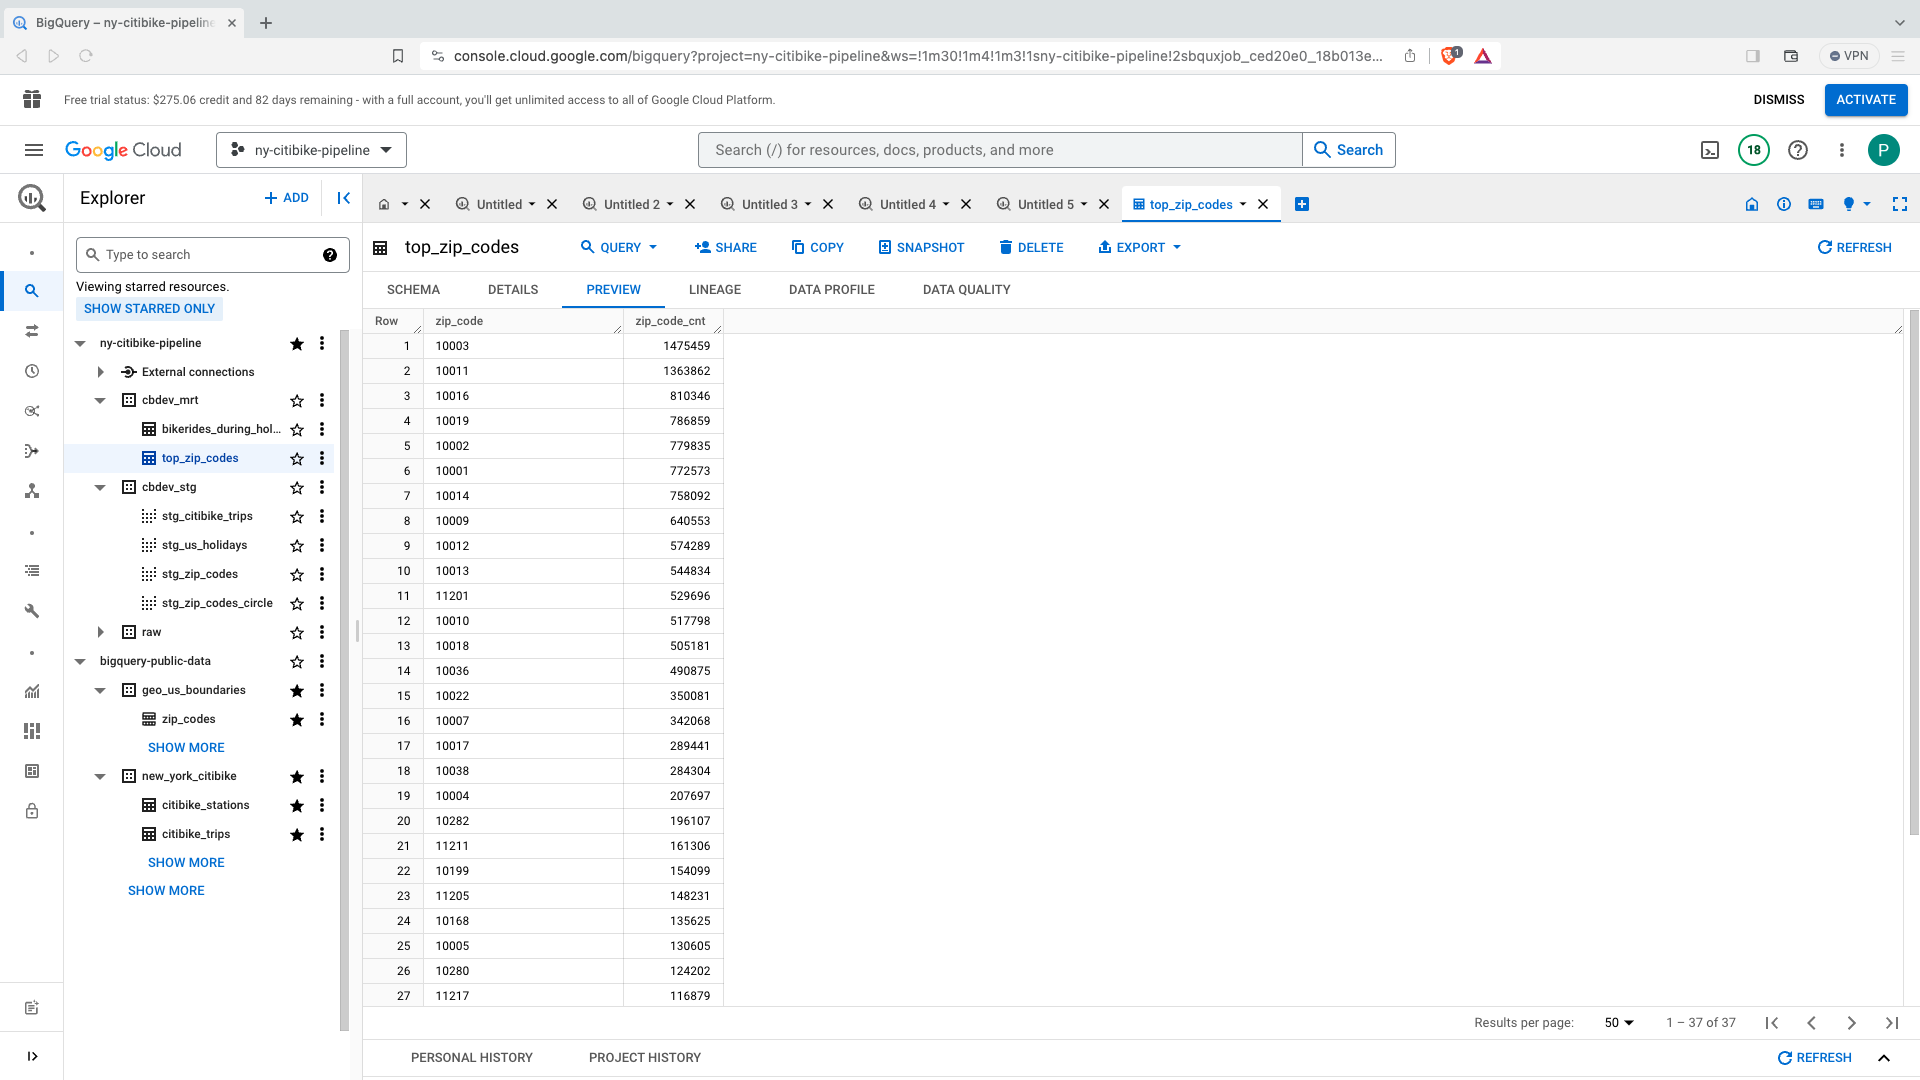 BigQuery – ny-citibike-pipeline
console.cloud.google.com/bigquery?project=ny-citibike-pipeline&ws=!1m30!1m4!1m3!1sny-citibike-pipeline!2sbquxjob_ced20e0_18b013e...
1
VPN
Free trial status: $275.06 credit and 82 days remaining - with a full account, you'll get unlimited access to all of Google Cloud Platform.
DISMISS
ACTIVATE
Google Cloud
ny-citibike-pipeline
Search (/) for resources, docs, products, and more
Search
18
P
Explorer
+ ADD
Untitled
Untitled 2
Untitled 3
Untitled 4
Untitled 5
top_zip_codes
Type to search
Viewing starred resources.
SHOW STARRED ONLY
ny-citibike-pipeline
External connections
cbdev_mrt
bikerides_during_hol...
top_zip_codes
cbdev_stg
stg_citibike_trips
stg_us_holidays
stg_zip_codes
stg_zip_codes_circle
raw
bigquery-public-data
geo_us_boundaries
zip_codes
SHOW MORE
new_york_citibike
citibike_stations
citibike_trips
SHOW MORE
SHOW MORE
top_zip_codes
QUERY
SHARE
COPY
SNAPSHOT
DELETE
EXPORT
REFRESH
SCHEMA
DETAILS
PREVIEW
LINEAGE
DATA PROFILE
DATA QUALITY
Row zip_code zip_code_cnt
1 10003 1475459
2 10011 1363862
3 10016 810346
4 10019 786859
5 10002 779835
6 10001 772573
7 10014 758092
8 10009 640553
9 10012 574289
10 10013 544834
11 11201 529696
12 10010 517798
13 10018 505181
14 10036 490875
15 10022 350081
16 10007 342068
17 10017 289441
18 10038 284304
19 10004 207697
20 10282 196107
21 11211 161306
22 10199 154099
23 11205 148231
24 10168 135625
25 10005 130605
26 10280 124202
27 11217 116879
Results per page: 50 1 – 37 of 37
PERSONAL HISTORY
PROJECT HISTORY
REFRESH